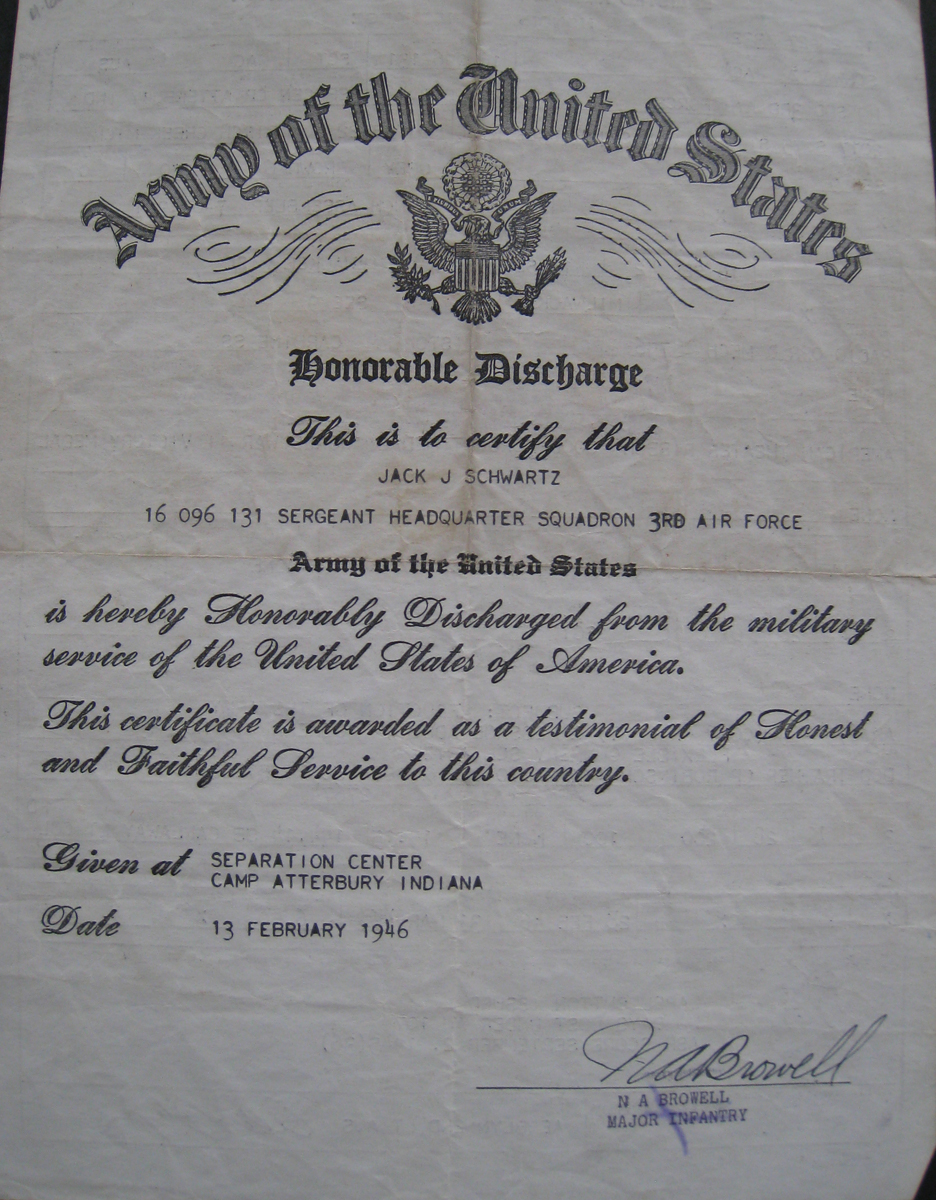 Army of the United States
Honorable Discharge
This is to certify that
JACK J SCHWARTZ
16 096 131 SERGEANT HEADQUARTER SQUADRON 3RD AIR FORCE
Army of the United States
is hereby Honorably Discharged from the military
service of the United States of America.
This certificate is awarded as a testimonial of Honest
and Faithful Service to this country.
Given at SEPARATION CENTER
CAMP ATTERBURY INDIANA
Date 13 FEBRUARY 1946
N A Browell
N A BROWELL
MAJOR INFANTRY